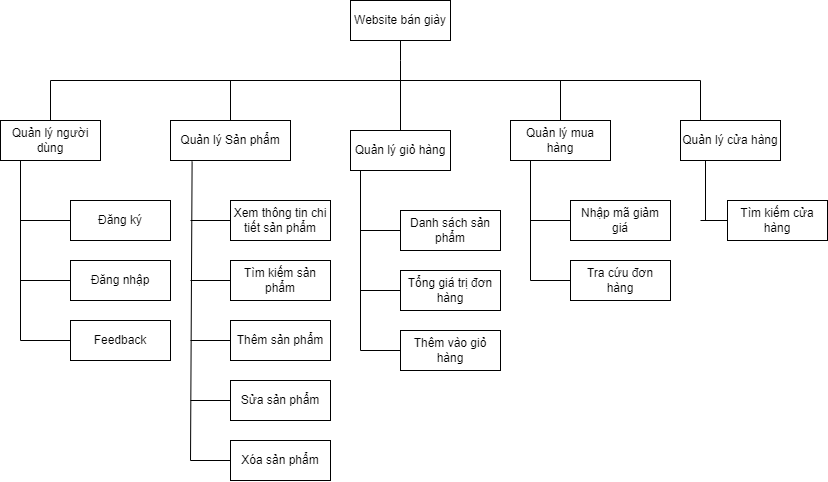 Website bán giày
Quản lý người
dùng
Quản lý Sản phẩm
Quản lý giỏ hàng
Quản lý mua
hàng
Quản lý cửa hàng
Đăng ký
Đăng nhập
Feedback
Xem thông tin chi
tiết sản phẩm
Tìm kiếm sản
phẩm
Thêm sản phẩm
Sửa sản phẩm
Xóa sản phẩm
Danh sách sản
phẩm
Tổng giá trị đơn
hàng
Thêm vào giỏ
hàng
Nhập mã giảm
giá
Tra cứu đơn
hàng
Tìm kiếm cửa
hàng